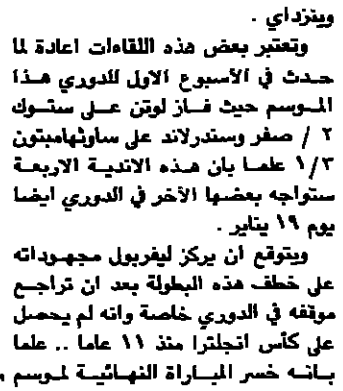 وينزداي .
وتعتبر بعض هذه اللقاءات اعادة لما
حدث في الأسبوع الاول للدوري هذا
الموسم حيث فاز لوتن على ستوك
٢ / صفر وسندرلاند على ساوثهامبتون
٣/١ علما بان هذه الاندية الاربعة
ستواجه بعضها الآخر في الدوري ايضا
يوم ١٩ يناير .
ويتوقع ان يركز ليفربول مجهوداته
على خطف هذه البطولة بعد ان تراجع
موقفه في الدوري خاصة وانه لم يحصل
على كأس انجلترا منذ ١١ عاما .. علما
بانه خسر المباراة النهائية لموسم